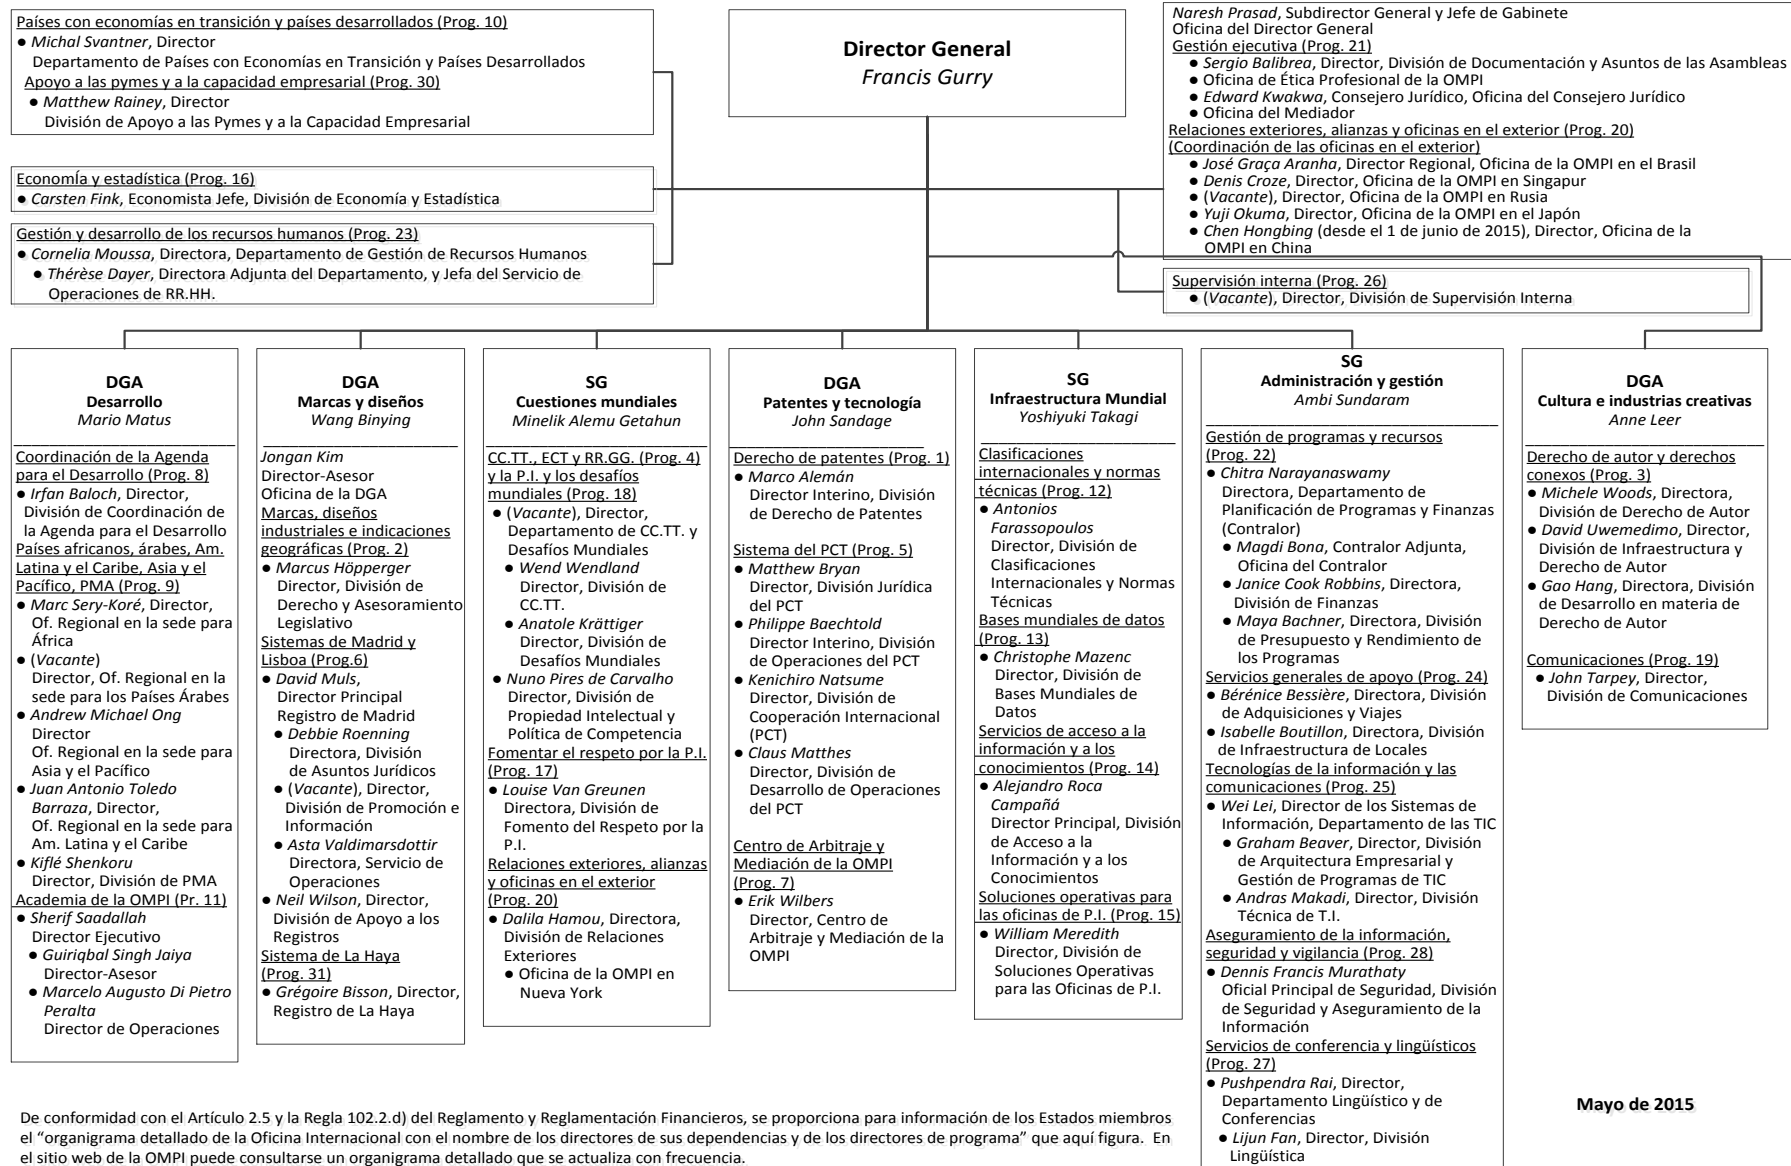 Países con economías en transición y países desarrollados (Prog. 10)
● Michal Svantner, Director
Departamento de Países con Economías en Transición y Países Desarrollados
Apoyo a las pymes y a la capacidad empresarial (Prog. 30)
● Matthew Rainey, Director
División de Apoyo a las Pymes y a la Capacidad Empresarial
Economía y estadística (Prog. 16)
● Carsten Fink, Economista Jefe, División de Economía y Estadística
Gestión y desarrollo de los recursos humanos (Prog. 23)
● Cornelia Moussa, Directora, Departamento de Gestión de Recursos Humanos
● Thérèse Dayer, Directora Adjunta del Departamento, y Jefa del Servicio de
Operaciones de RR.HH.
Director General
Francis Gurry
Naresh Prasad, Subdirector General y Jefe de Gabinete
Oficina del Director General
Gestión ejecutiva (Prog. 21)
● Sergio Balibrea, Director, División de Documentación y Asuntos de las Asambleas
● Oficina de Ética Profesional de la OMPI
● Edward Kwakwa, Consejero Jurídico, Oficina del Consejero Jurídico
● Oficina del Mediador
Relaciones exteriores, alianzas y oficinas en el exterior (Prog. 20)
(Coordinación de las oficinas en el exterior)
● José Graça Aranha, Director Regional, Oficina de la OMPI en el Brasil
● Denis Croze, Director, Oficina de la OMPI en Singapur
● (Vacante), Director, Oficina de la OMPI en Rusia
● Yuji Okuma, Director, Oficina de la OMPI en el Japón
● Chen Hongbing (desde el 1 de junio de 2015), Director, Oficina de la
OMPI en China
Supervisión interna (Prog. 26)
● (Vacante), Director, División de Supervisión Interna
DGA
Desarrollo
Mario Matus
Coordinación de la Agenda
para el Desarrollo (Prog. 8)
● Irfan Baloch, Director,
División de Coordinación de
la Agenda para el Desarrollo
Países africanos, árabes, Am.
Latina y el Caribe, Asia y el
Pacífico, PMA (Prog. 9)
● Marc Sery-Koré, Director,
Of. Regional en la sede para
África
● (Vacante)
Director, Of. Regional en la
sede para los Países Árabes
● Andrew Michael Ong
Director
Of. Regional en la sede para
Asia y el Pacífico
● Juan Antonio Toledo
Barraza, Director,
Of. Regional en la sede para
Am. Latina y el Caribe
● Kiflé Shenkoru
Director, División de PMA
Academia de la OMPI (Pr. 11)
● Sherif Saadallah
Director Ejecutivo
● Guiriqbal Singh Jaiya
Director-Asesor
● Marcelo Augusto Di Pietro
Peralta
Director de Operaciones
DGA
Marcas y diseños
Wang Binying
Jongan Kim
Director-Asesor
Oficina de la DGA
Marcas, diseños
industriales e indicaciones
geográficas (Prog. 2)
● Marcus Höpperger
Director, División de
Derecho y Asesoramiento
Legislativo
Sistemas de Madrid y
Lisboa (Prog.6)
● David Muls,
Director Principal
Registro de Madrid
● Debbie Roenning
Directora, División
de Asuntos Jurídicos
● (Vacante), Director,
División de Promoción e
Información
● Asta Valdimarsdottir
Directora, Servicio de
Operaciones
● Neil Wilson, Director,
División de Apoyo a los
Registros
Sistema de La Haya
(Prog. 31)
● Grégoire Bisson, Director,
Registro de La Haya
SG
Cuestiones mundiales
Minelik Alemu Getahun
CC.TT., ECT y RR.GG. (Prog. 4)
y la P.I. y los desafíos
mundiales (Prog. 18)
● (Vacante), Director,
Departamento de CC.TT. y
Desafíos Mundiales
● Wend Wendland
Director, División de
CC.TT.
● Anatole Krättiger
Director, División de
Desafíos Mundiales
● Nuno Pires de Carvalho
Director, División de
Propiedad Intelectual y
Política de Competencia
Fomentar el respeto por la P.I.
(Prog. 17)
● Louise Van Greunen
Directora, División de
Fomento del Respeto por la
P.I.
Relaciones exteriores, alianzas
y oficinas en el exterior
(Prog. 20)
● Dalila Hamou, Directora,
División de Relaciones
Exteriores
● Oficina de la OMPI en
Nueva York
DGA
Patentes y tecnología
John Sandage
Derecho de patentes (Prog. 1)
● Marco Alemán
Director Interino, División
de Derecho de Patentes
Sistema del PCT (Prog. 5)
● Matthew Bryan
Director, División Jurídica
del PCT
● Philippe Baechtold
Director Interino, División
de Operaciones del PCT
● Kenichiro Natsume
Director, División de
Cooperación Internacional
(PCT)
● Claus Matthes
Director, División de
Desarrollo de Operaciones
del PCT
Centro de Arbitraje y
Mediación de la OMPI
(Prog. 7)
● Erik Wilbers
Director, Centro de
Arbitraje y Mediación de la
OMPI
SG
Infraestructura Mundial
Yoshiyuki Takagi
Clasificaciones
internacionales y normas
técnicas (Prog. 12)
● Antonios
Farassopoulos
Director, División de
Clasificaciones
Internacionales y Normas
Técnicas
Bases mundiales de datos
(Prog. 13)
● Christophe Mazenc
Director, División de
Bases Mundiales de
Datos
Servicios de acceso a la
información y a los
conocimientos (Prog. 14)
● Alejandro Roca
Campañá
Director Principal, División
de Acceso a la
Información y a los
Conocimientos
Soluciones operativas para
las oficinas de P.I. (Prog. 15)
● William Meredith
Director, División de
Soluciones Operativas
para las Oficinas de P.I.
SG
Administración y gestión
Ambi Sundaram
Gestión de programas y recursos
(Prog. 22)
● Chitra Narayanaswamy
Directora, Departamento de
Planificación de Programas y Finanzas
(Contralor)
● Magdi Bona, Contralor Adjunta,
Oficina del Contralor
● Janice Cook Robbins, Directora,
División de Finanzas
● Maya Bachner, Directora, División
de Presupuesto y Rendimiento de
los Programas
Servicios generales de apoyo (Prog. 24)
● Bérénice Bessière, Directora, División
de Adquisiciones y Viajes
● Isabelle Boutillon, Directora, División
de Infraestructura de Locales
Tecnologías de la información y las
comunicaciones (Prog. 25)
● Wei Lei, Director de los Sistemas de
Información, Departamento de las TIC
● Graham Beaver, Director, División
de Arquitectura Empresarial y
Gestión de Programas de TIC
● Andras Makadi, Director, División
Técnica de T.I.
Aseguramiento de la información,
seguridad y vigilancia (Prog. 28)
● Dennis Francis Murathaty
Oficial Principal de Seguridad, División
de Seguridad y Aseguramiento de la
Información
Servicios de conferencia y lingüísticos
(Prog. 27)
● Pushpendra Rai, Director,
Departamento Lingüístico y de
Conferencias
● Lijun Fan, Director, División
Lingüística
DGA
Cultura e industrias creativas
Anne Leer
Derecho de autor y derechos
conexos (Prog. 3)
● Michele Woods, Directora,
División de Derecho de Autor
● David Uwemedimo, Director,
División de Infraestructura y
Derecho de Autor
● Gao Hang, Directora, División
de Desarrollo en materia de
Derecho de Autor
Comunicaciones (Prog. 19)
● John Tarpey, Director,
División de Comunicaciones
Mayo de 2015
De conformidad con el Artículo 2.5 y la Regla 102.2.d) del Reglamento y Reglamentación Financieros, se proporciona para información de los Estados miembros
el “organigrama detallado de la Oficina Internacional con el nombre de los directores de sus dependencias y de los directores de programa” que aquí figura. En
el sitio web de la OMPI puede consultarse un organigrama detallado que se actualiza con frecuencia.